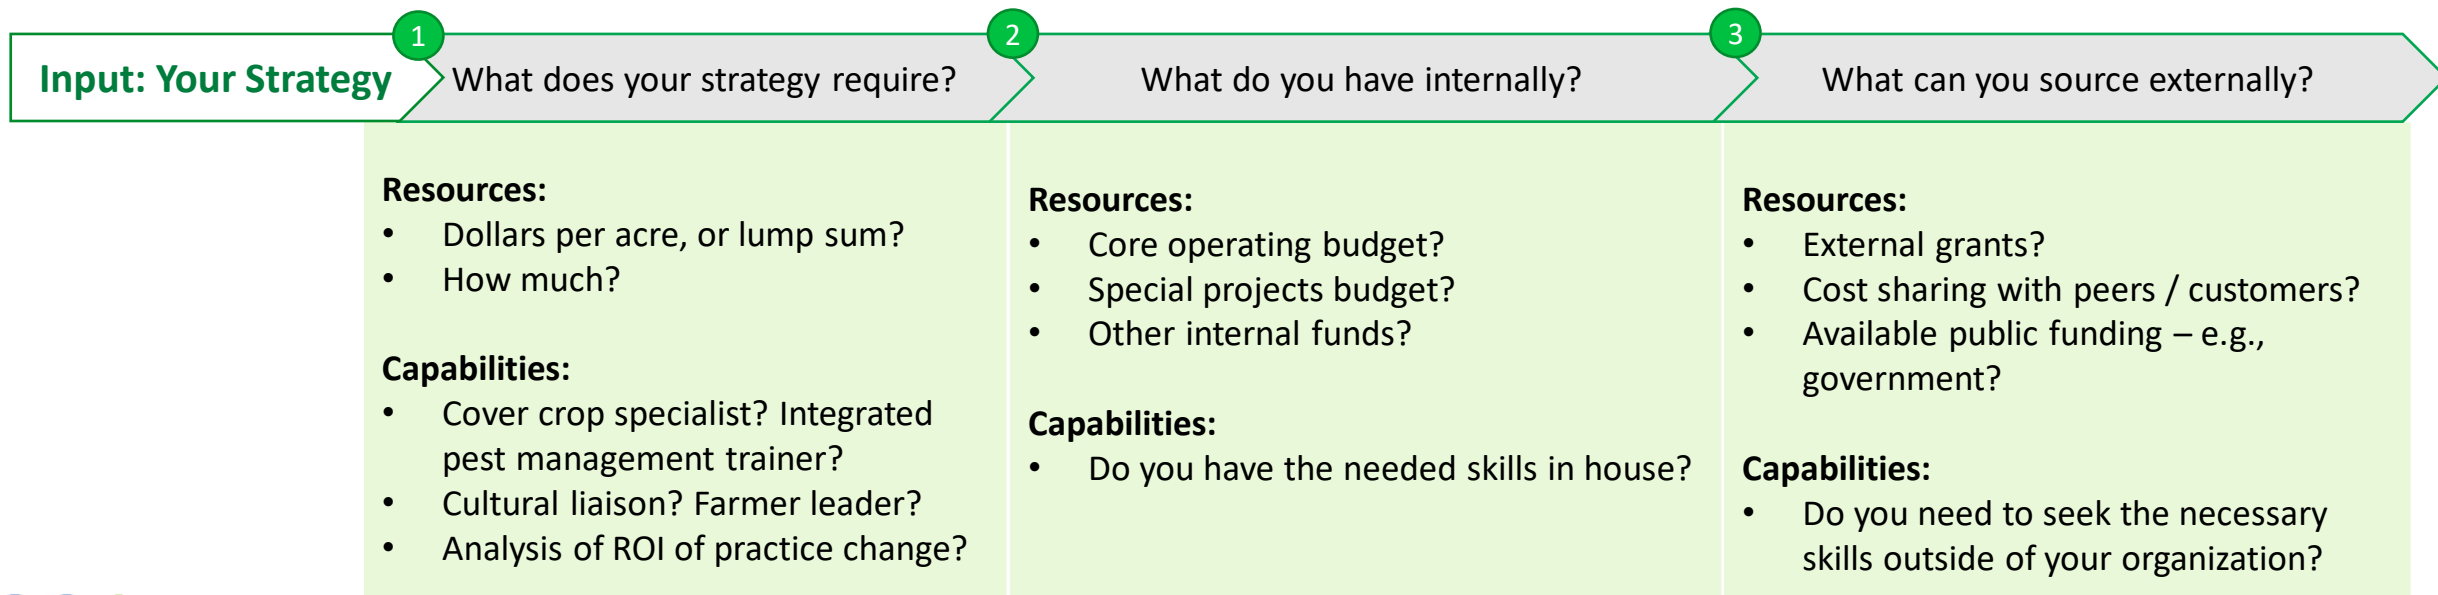 Input: Your Strategy
1
What does your strategy require?
2
What do you have internally?
3
What can you source externally?
Resources:
• Dollars per acre, or lump sum?
• How much?
Capabilities:
• Cover crop specialist? Integrated
pest management trainer?
• Cultural liaison? Farmer leader?
• Analysis of ROI of practice change?
Resources:
• Core operating budget?
• Special projects budget?
• Other internal funds?
Capabilities:
• Do you have the needed skills in house?
Resources:
• External grants?
• Cost sharing with peers / customers?
• Available public funding – e.g.,
government?
Capabilities:
• Do you need to seek the necessary
skills outside of your organization?